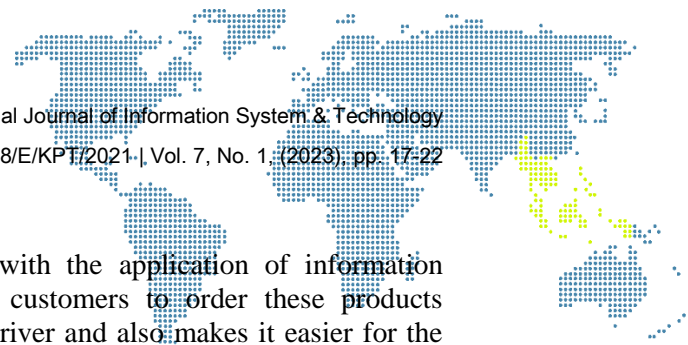 al Journal of Information System & Technology
8/E/KPT/2021 | Vol. 7, No. 1, (2023), pp. 17-22
with the application of information
customers to order these products
river and also makes it easier for the